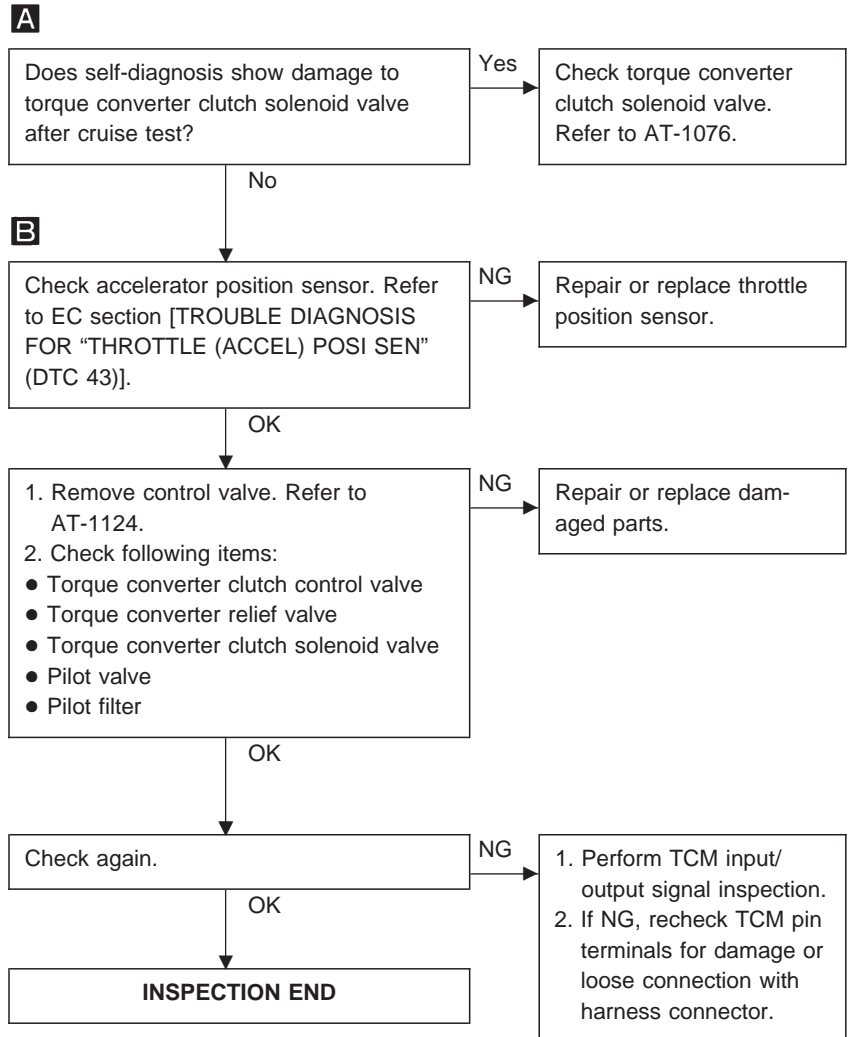 A
Does self-diagnosis show damage to
torque converter clutch solenoid valve
after cruise test?
Yes
Check torque converter
clutch solenoid valve.
Refer to AT-1076.
No
B
Check accelerator position sensor. Refer
to EC section [TROUBLE DIAGNOSIS
FOR “THROTTLE (ACCEL) POSI SEN”
(DTC 43)].
NG
Repair or replace throttle
position sensor.
OK
1. Remove control valve. Refer to
AT-1124.
2. Check following items:
● Torque converter clutch control valve
● Torque converter relief valve
● Torque converter clutch solenoid valve
● Pilot valve
● Pilot filter
NG
Repair or replace dam-
aged parts.
OK
Check again.
NG
1. Perform TCM input/
output signal inspection.
2. If NG, recheck TCM pin
terminals for damage or
loose connection with
harness connector.
OK
INSPECTION END